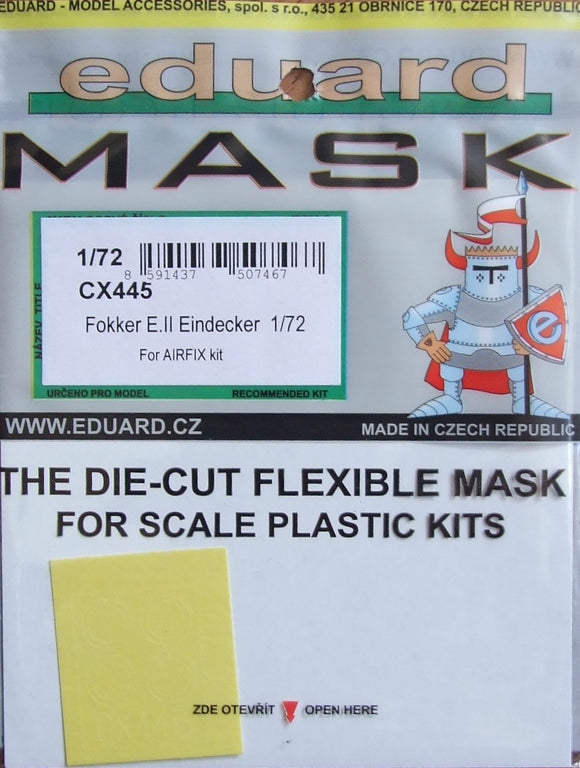 EDUARD - MODEL ACCESSORIES, spol. s r.o., 435 21 OBRNICE 170, CZECH REPUBLIC
eduard
MASK
NÁZEV TITLE
1/72
8 591437 507467
CX445
Fokker E.II Eindecker 1/72
For AIRFIX kit
URČENO PRO MODEL RECOMMENDED KIT
e
WWW.EDUARD.CZ MADE IN CZECH REPUBLIC
THE DIE-CUT FLEXIBLE MASK
FOR SCALE PLASTIC KITS
ZDE OTEVŘÍT OPEN HERE